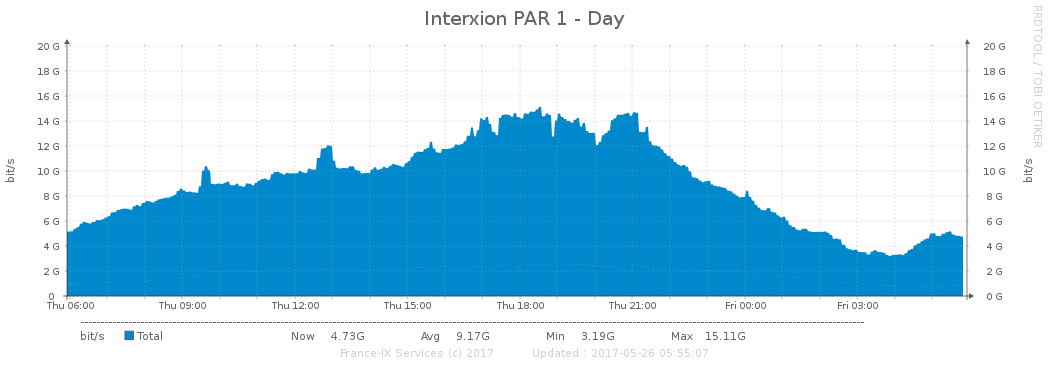 Interxion PAR 1 - Day
RRDTOOL / TOBI OETIKER
bit/s
bit/s
20 G 20 G
18 G 18 G
16 G 16 G
14 G 14 G
12 G 12 G
10 G 10 G
8 G 8 G
6 G 6 G
4 G 4 G
2 G 2 G
0 0 G
Thu 06:00 Thu 09:00 Thu 12:00 Thu 15:00 Thu 18:00 Thu 21:00 Fri 00:00 Fri 03:00
bit/s Total Now 4.73G Avg 9.17G Min 3.19G Max 15.11G
France-IX Services (c) 2017 Updated : 2017-05-26 05:55:07